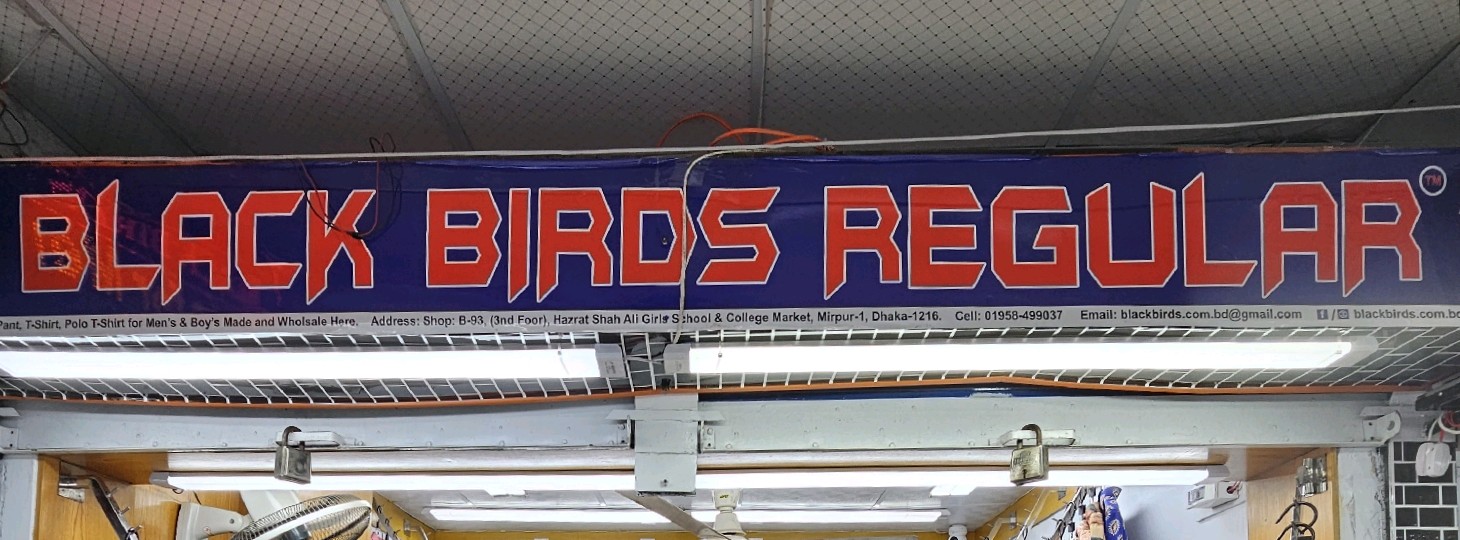 BLACK BIRDS REGULAR TM
Pant, T-Shirt, Polo T-Shirt for Men's & Boy's Made and Wholsale Here. Address: Shop: B-93, (3nd Foor), Hazrat Shah Ali Girls School & College Market, Mirpur-1, Dhaka-1216. Cell: 01958-499037 Email: blackbirds.com.bd@gmail.com f / blackbirds.com.bd